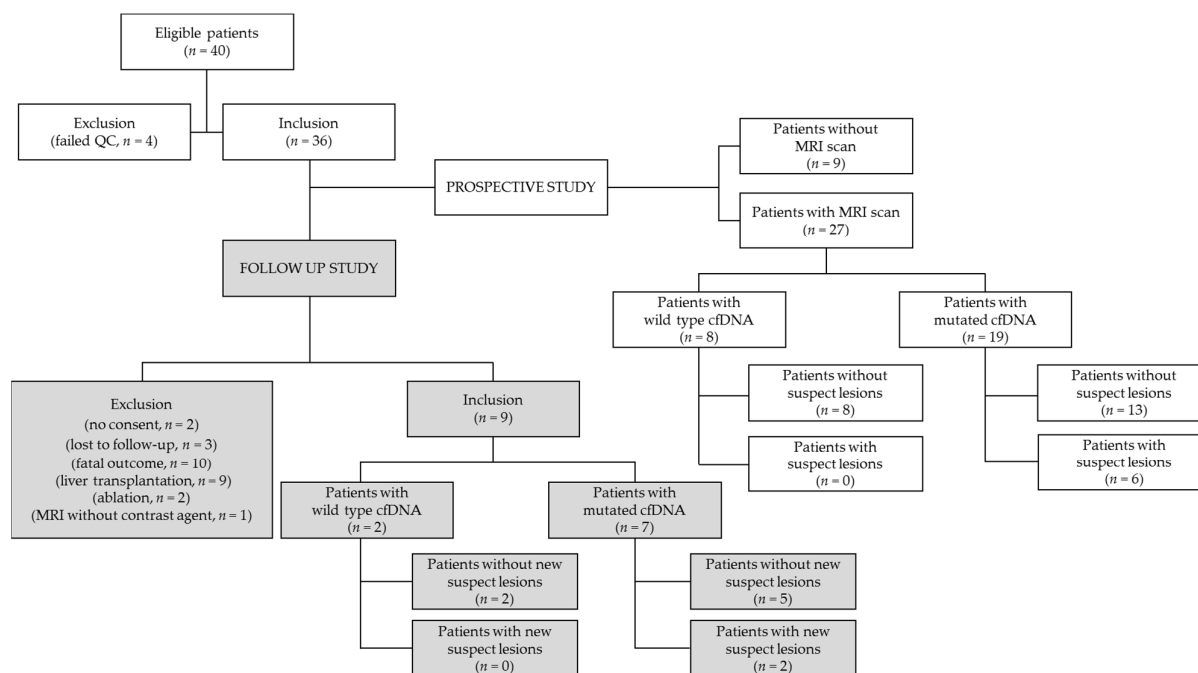 Eligible patients
(n = 40)
Exclusion
(failed QC, n = 4)
Inclusion
(n = 36)
PROSPECTIVE STUDY
Patients without
MRI scan
(n = 9)
Patients with MRI scan
(n = 27)
Patients with
wild type cfDNA
(n = 8)
Patients without
suspect lesions
(n = 8)
Patients with
suspect lesions
(n = 0)
Patients with
mutated cfDNA
(n = 19)
Patients without
suspect lesions
(n = 13)
Patients with
suspect lesions
(n = 6)
FOLLOW UP STUDY
Exclusion
(no consent, n = 2)
(lost to follow-up, n = 3)
(fatal outcome, n = 10)
(liver transplantation, n = 9)
(ablation, n = 2)
(MRI without contrast agent, n = 1)
Inclusion
(n = 9)
Patients with
wild type cfDNA
(n = 2)
Patients without new
suspect lesions
(n = 2)
Patients with new
suspect lesions
(n = 0)
Patients with
mutated cfDNA
(n = 7)
Patients without new
suspect lesions
(n = 5)
Patients with new
suspect lesions
(n = 2)